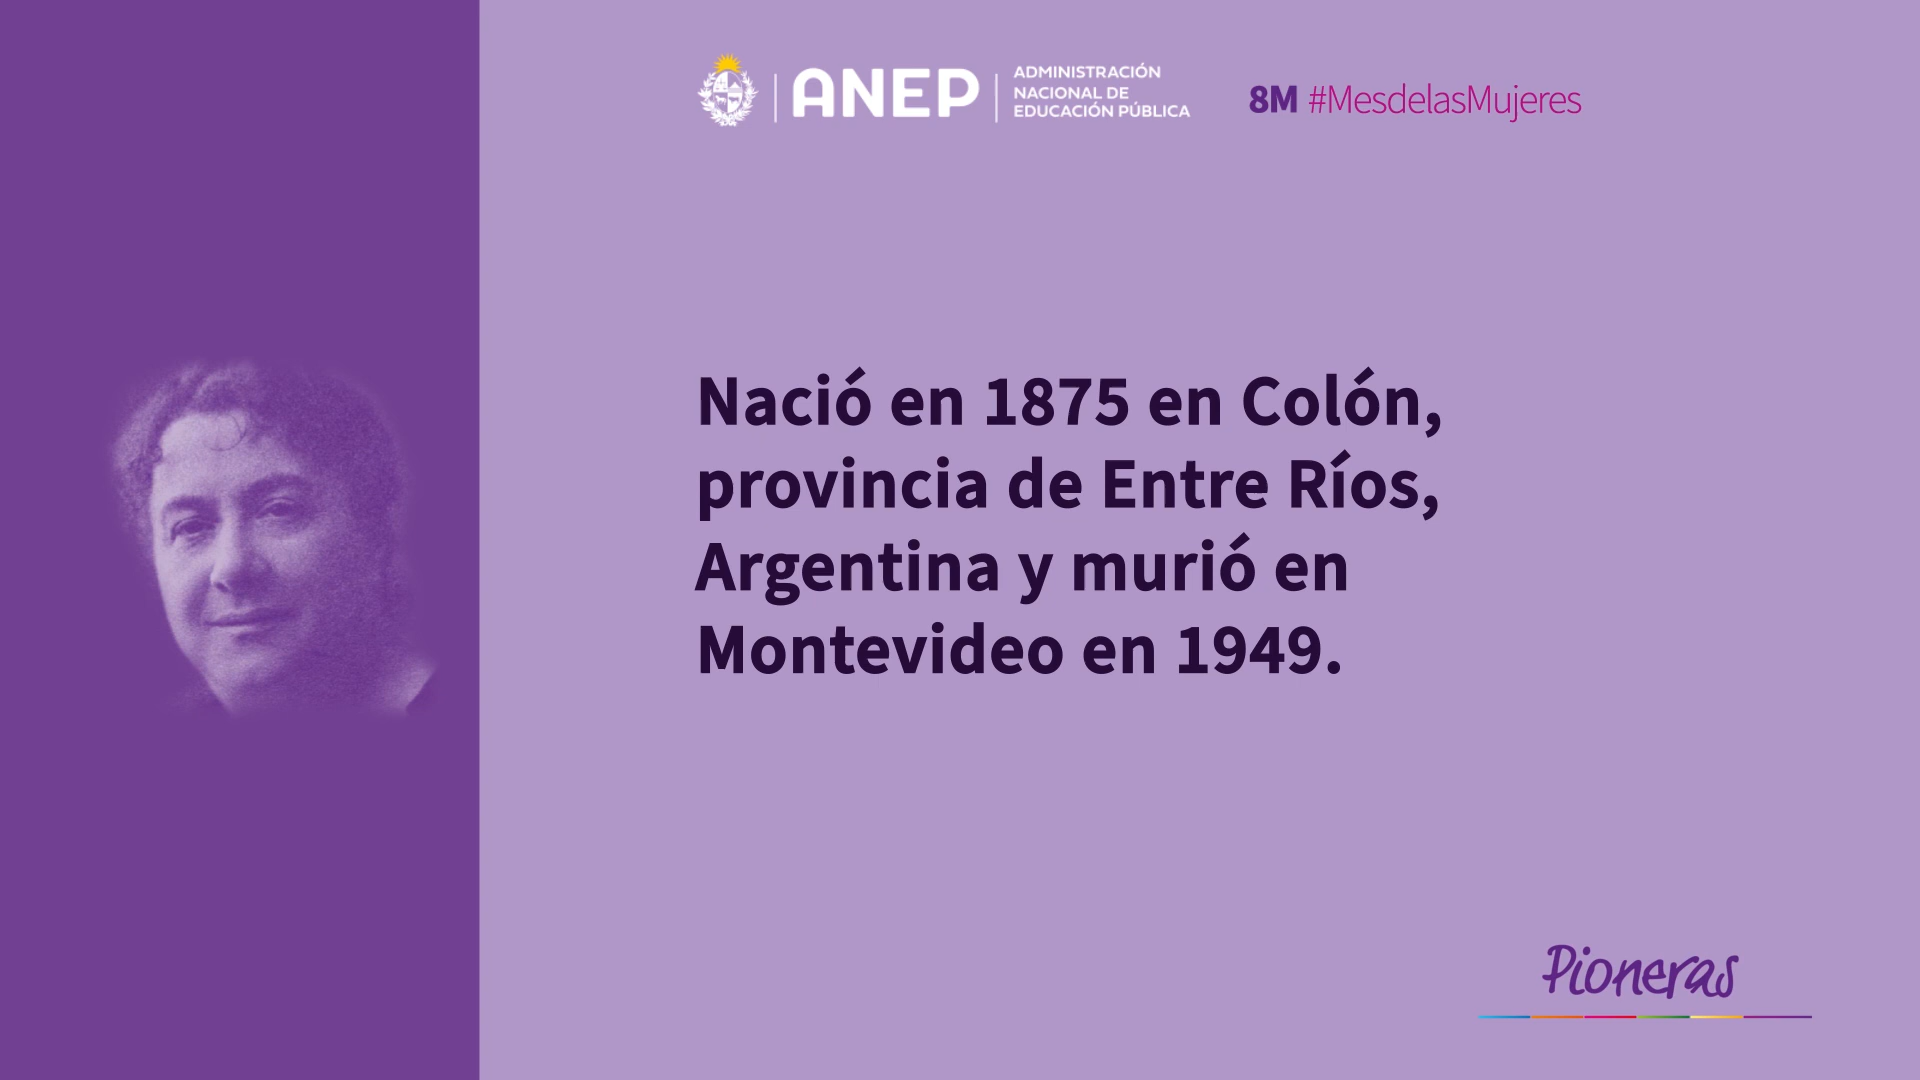 ANEP
ADMINISTRACIÓN
NACIONAL DE
EDUCACIÓN PÚBLICA
8M #MesdelasMujeres
Nació en 1875 en Colón,
provincia de Entre Ríos,
Argentina y murió en
Montevideo en 1949.
Pioneras